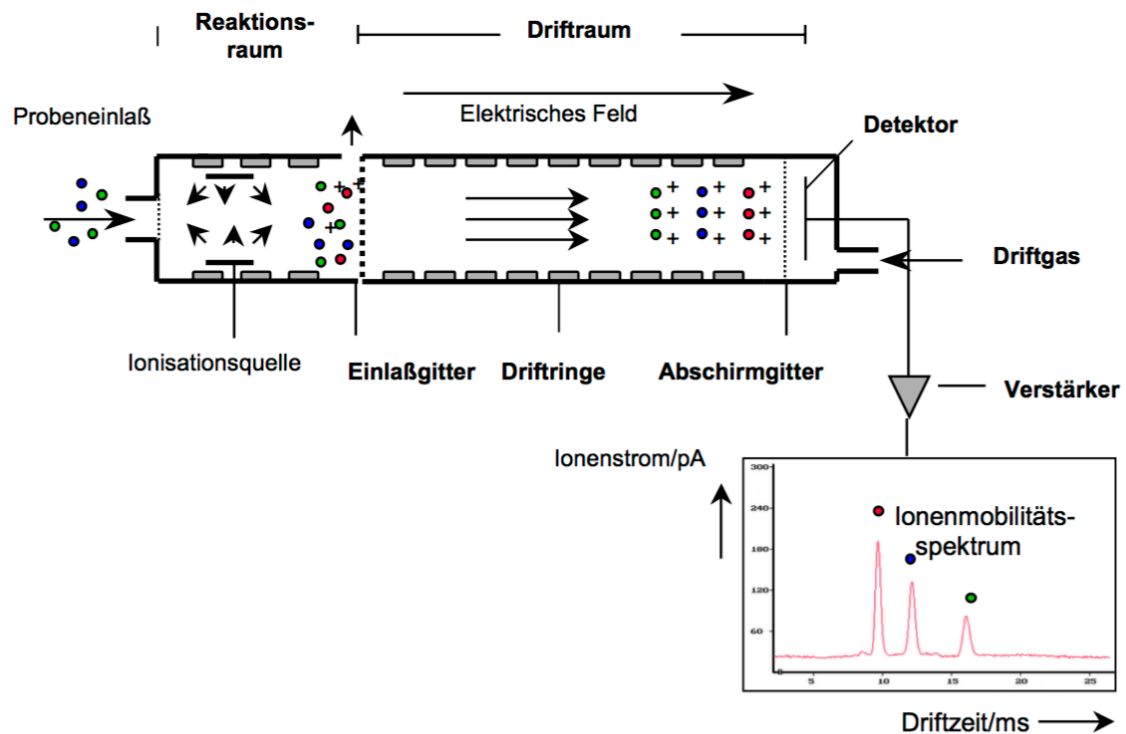 Reaktions-
raum
Driftraum
Probeneinlaß
Elektrisches Feld
Detektor
+ +
+ + +
+ + +
+
+ + +
Driftgas
Ionisationsquelle
Einlaßgitter
Driftringe
Abschirmgitter
Verstärker
Ionenstrom/pA
300
240
180
120
60
0
Ionenmobilitäts-
spektrum
5 10 15 20 25
Driftzeit/ms